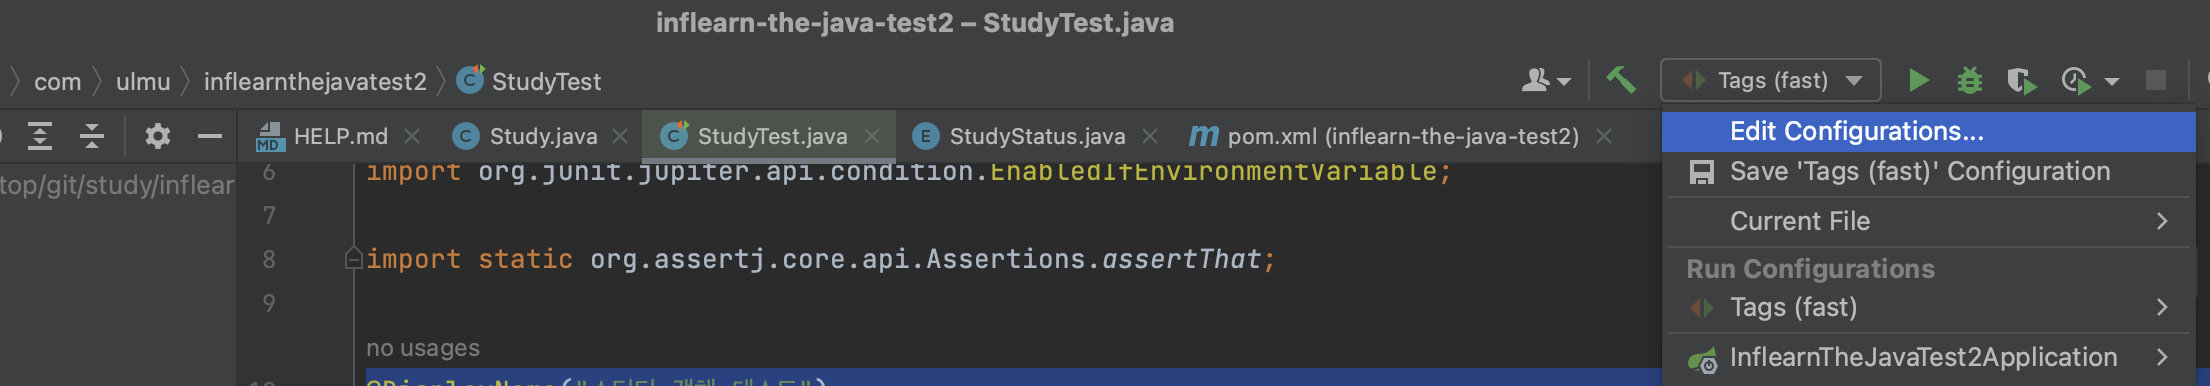 inflearn-the-java-test2 – StudyTest.java
com ulmu inflearnthejavatest2 StudyTest
Tags (fast)
HELP.md Study.java StudyTest.java StudyStatus.java pom.xml (inflearn-the-java-test2)
top/git/study/inflear
6 import org.junit.jupiter.api.condition.EnabledIfEnvironmentVariable;
7
8 import static org.assertj.core.api.Assertions.assertThat;
9
no usages
Edit Configurations...
Save 'Tags (fast)' Configuration
Current File
Run Configurations
Tags (fast)
InflearnTheJavaTest2Application